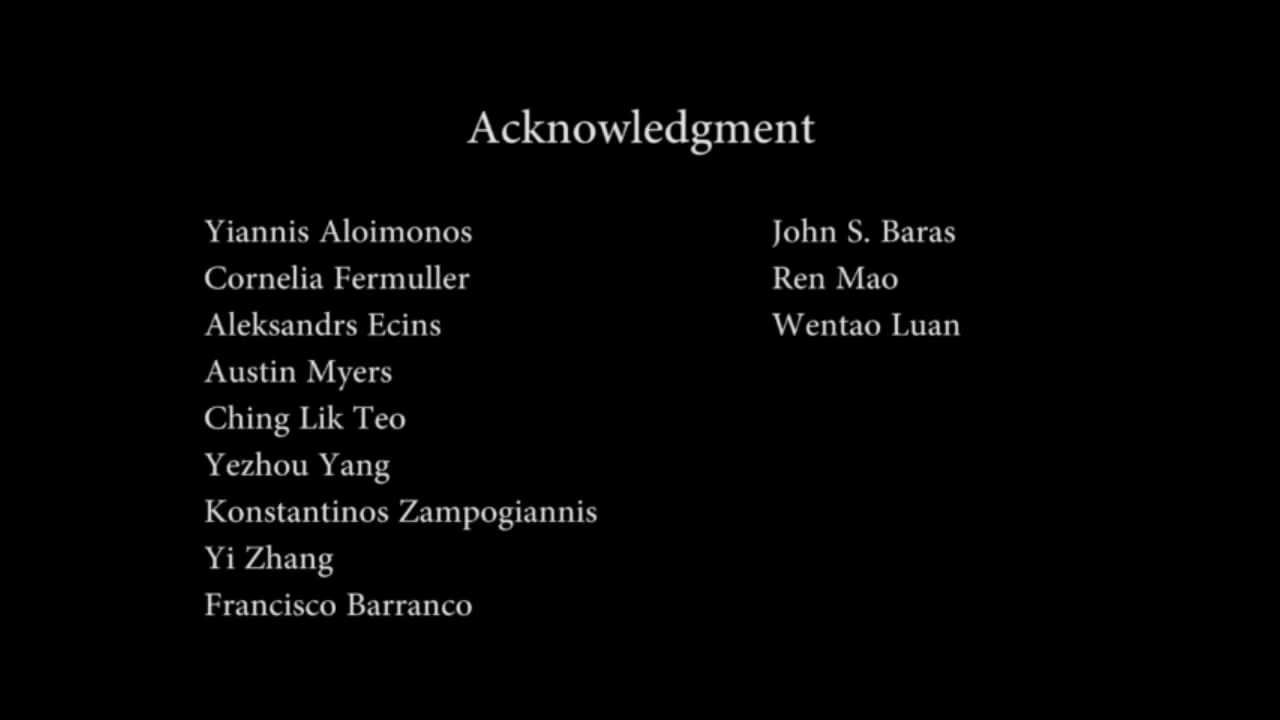 Acknowledgment
Yiannis Aloimonos
Cornelia Fermuller
Aleksandrs Ecins
Austin Myers
Ching Lik Teo
Yezhou Yang
Konstantinos Zampogiannis
Yi Zhang
Francisco Barranco
John S. Baras
Ren Mao
Wentao Luan